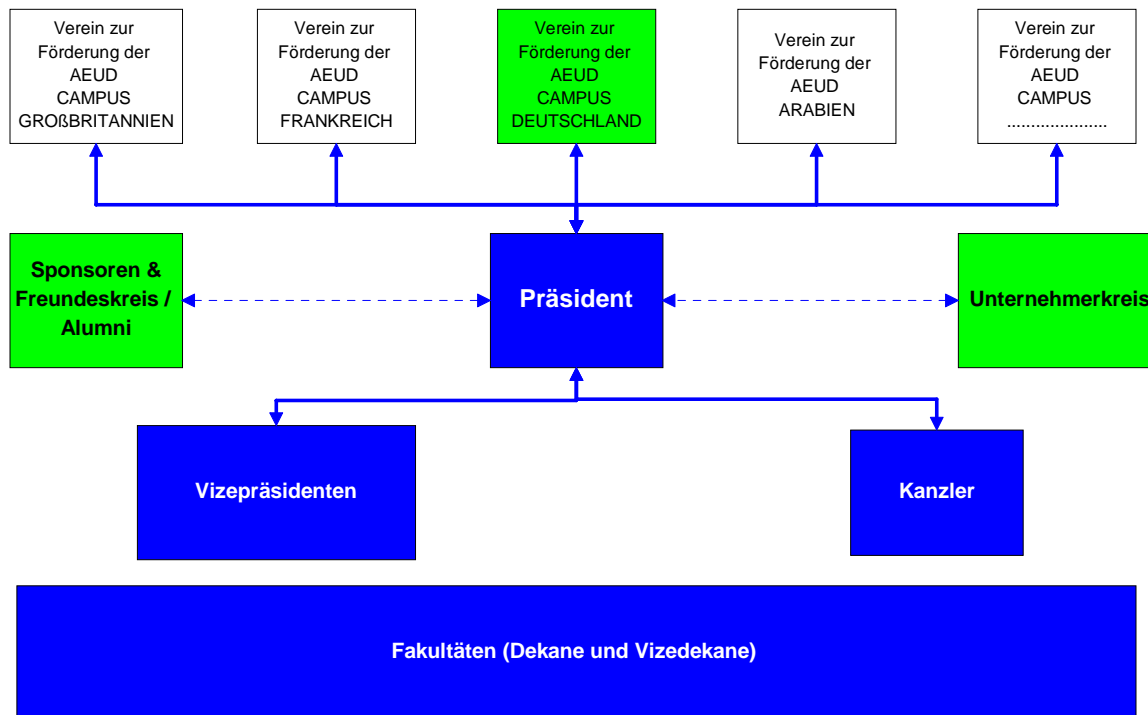 Verein zur
Förderung der
AEUD
CAMPUS
GROßBRITANNIEN
Verein zur
Förderung der
AEUD
CAMPUS
FRANKREICH
Verein zur
Förderung der
AEUD
CAMPUS
DEUTSCHLAND
Verein zur
Förderung der
AEUD
ARABIEN
Verein zur
Förderung der
AEUD
CAMPUS
.....................
Sponsoren &
Freundeskreis /
Alumni
Präsident
Unternehmerkreis
Vizepräsidenten
Kanzler
Fakultäten (Dekane und Vizedekane)